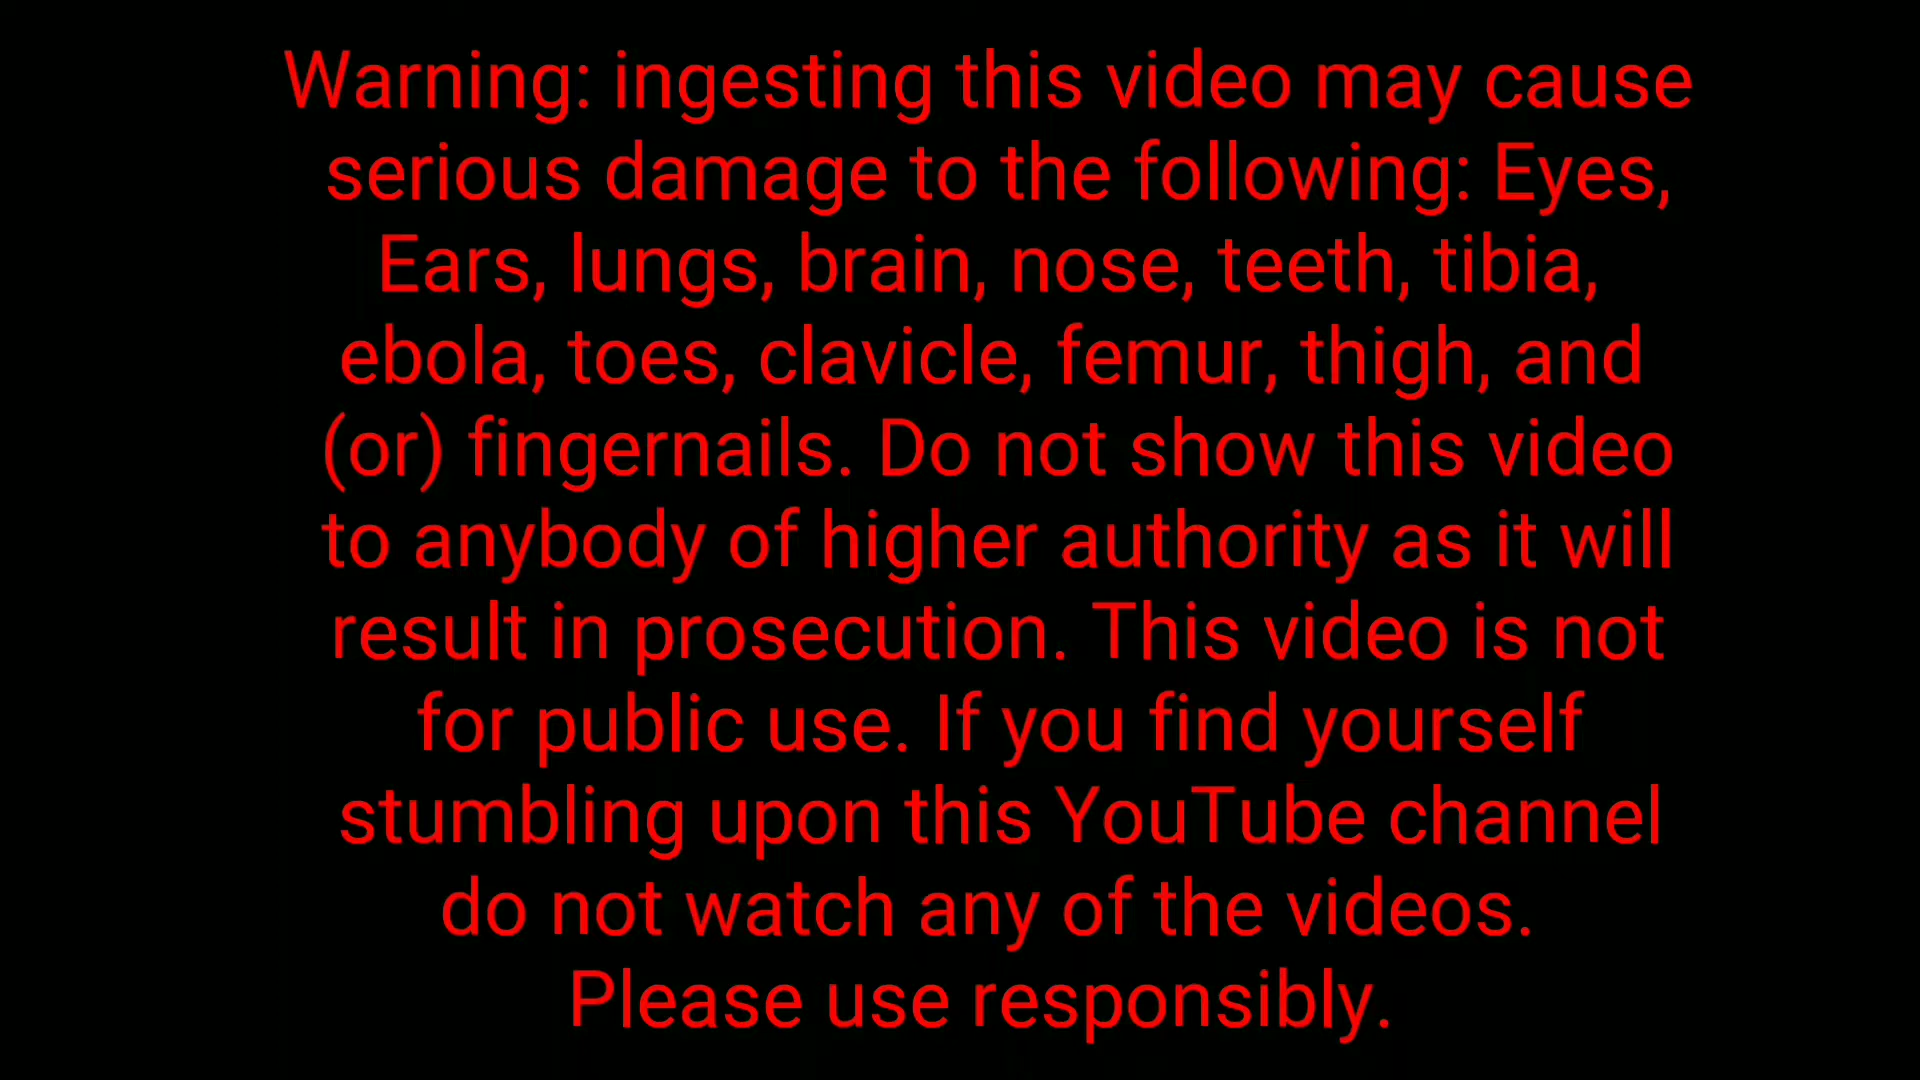 Warning: ingesting this video may cause
serious damage to the following: Eyes,
Ears, lungs, brain, nose, teeth, tibia,
ebola, toes, clavicle, femur, thigh, and
(or) fingernails. Do not show this video
to anybody of higher authority as it will
result in prosecution. This video is not
for public use. If you find yourself
stumbling upon this YouTube channel
do not watch any of the videos.
Please use responsibly.